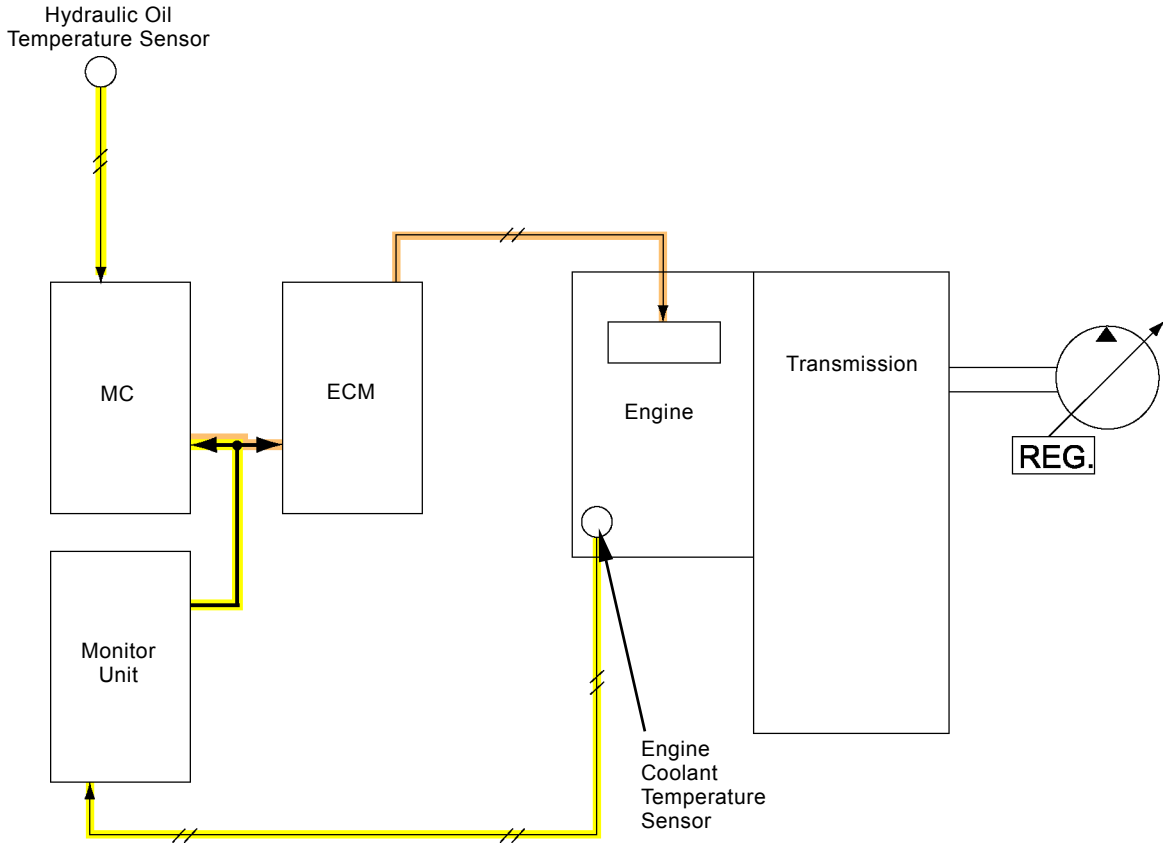 Hydraulic Oil
Temperature Sensor
MC
ECM
Engine
Transmission
REG.
Monitor
Unit
Engine
Coolant
Temperature
Sensor